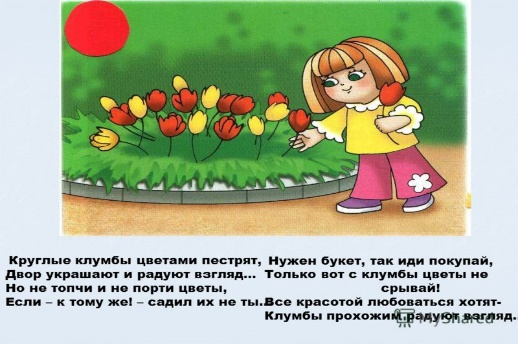 Круглые клумбы цветами пестрят,
Двор украшают и радуют взгляд...
Но не топчи и не порти цветы,
Если – к тому же! – садил их не ты..
Нужен букет, так иди покупай,
Только вот с клумбы цветы не
срывай!
Все красотой любоваться хотят-
Клумбы прохожим радуют взгляд..
MyShared